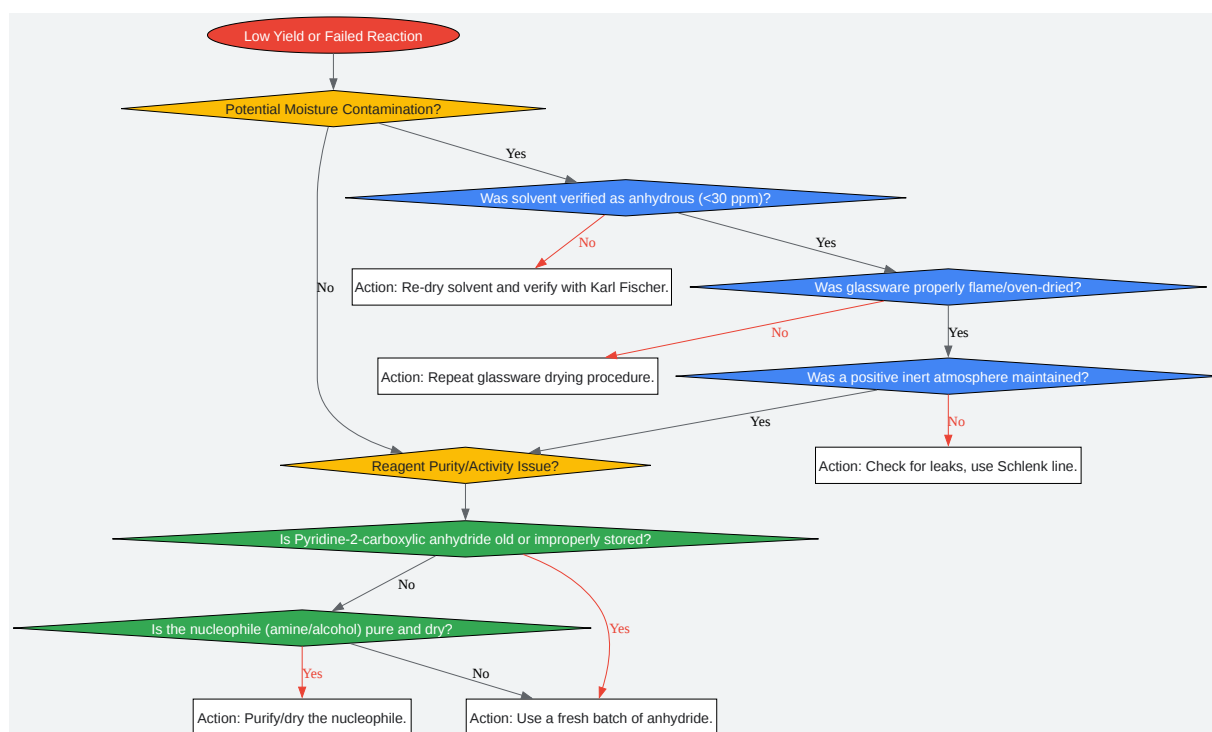 Low Yield or Failed Reaction
Potential Moisture Contamination?
Yes
Was solvent verified as anhydrous (<30 ppm)?
No
Yes
No
Action: Re-dry solvent and verify with Karl Fischer.
Was glassware properly flame/oven-dried?
No
Yes
Action: Repeat glassware drying procedure.
Was a positive inert atmosphere maintained?
Yes
No
Reagent Purity/Activity Issue?
Action: Check for leaks, use Schlenk line.
Is Pyridine-2-carboxylic anhydride old or improperly stored?
No
Is the nucleophile (amine/alcohol) pure and dry?
Yes
Yes
No
Action: Purify/dry the nucleophile.
Action: Use a fresh batch of anhydride.